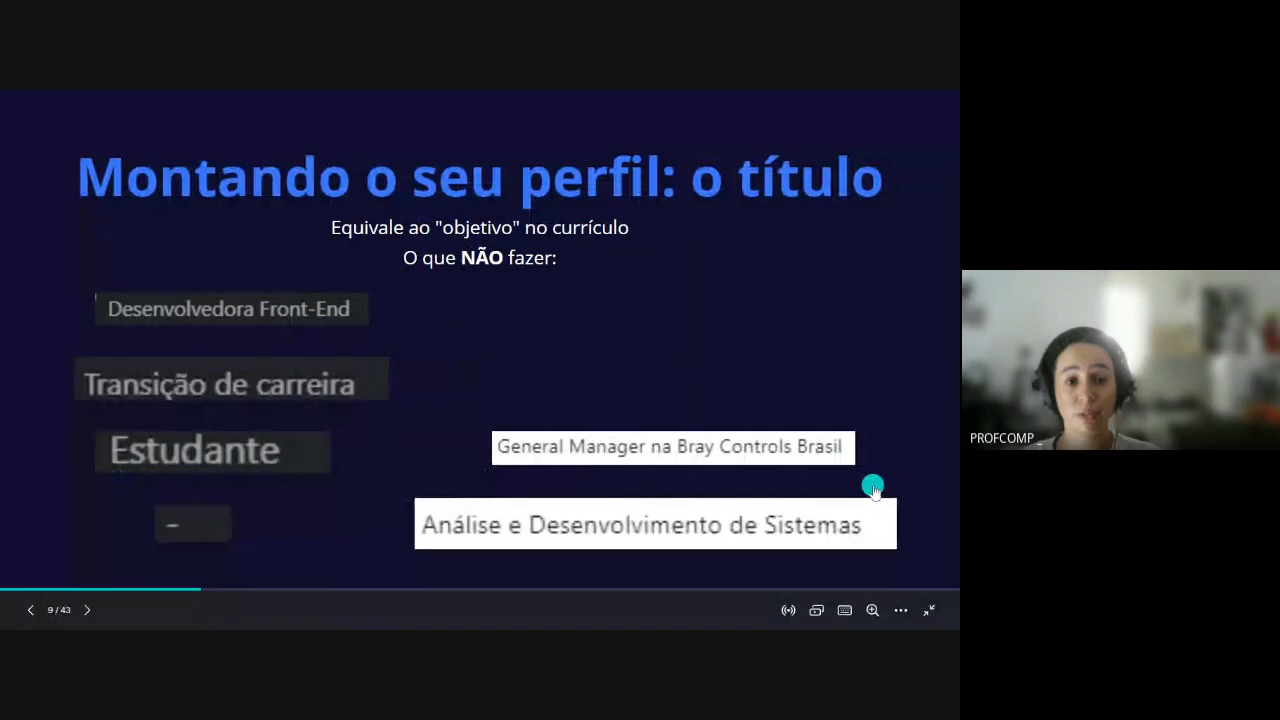 Montando o seu perfil: o título
Equivale ao "objetivo" no currículo
O que NÃO fazer:
Desenvolvedora Front-End
Transição de carreira
Estudante
–
General Manager na Bray Controls Brasil
Análise e Desenvolvimento de Sistemas
9 / 43
PROFCOMP _